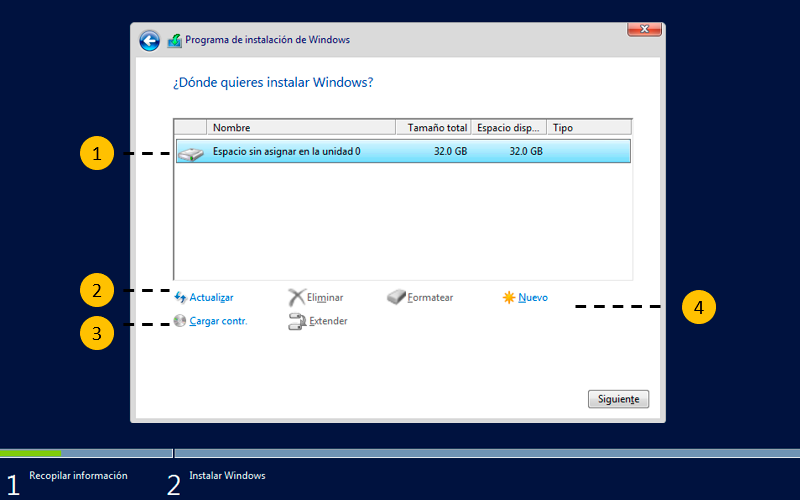 Programa de instalación de Windows
¿Dónde quieres instalar Windows?
Nombre Tamaño total Espacio disp... Tipo
1 Espacio sin asignar en la unidad 0 32.0 GB 32.0 GB
2 Actualizar Eliminar Formatear Nuevo 4
3 Cargar contr. Extender
Siguiente
1 Recopilar información 2 Instalar Windows